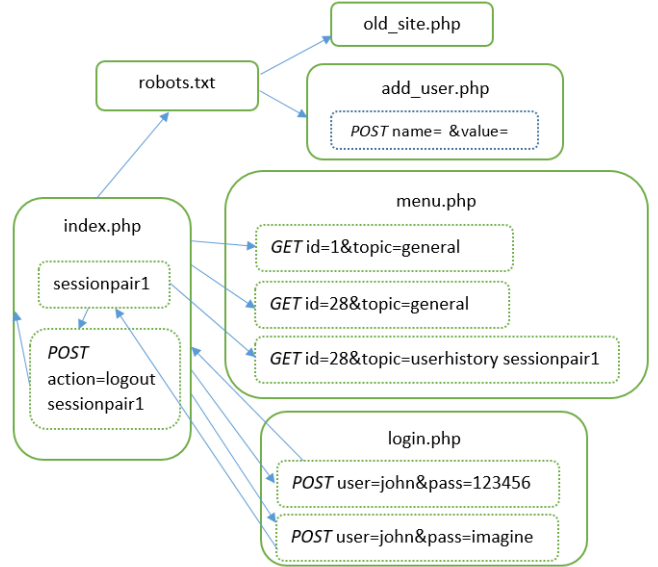 old_site.php
robots.txt
add_user.php
POST name= &value=
menu.php
index.php
GET id=1&topic=general
sessionpair1
GET id=28&topic=general
POST
action=logout
sessionpair1
GET id=28&topic=userhistory sessionpair1
login.php
POST user=john&pass=123456
POST user=john&pass=imagine